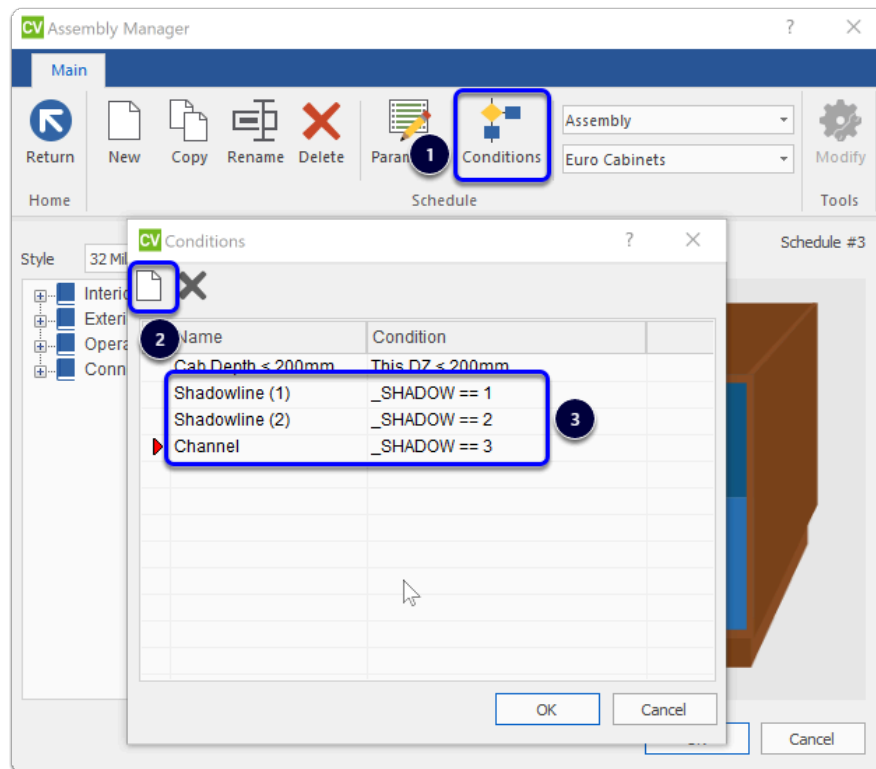 CV Assembly Manager ?
Main
Return New Copy Rename Delete Param 1 Conditions Assembly Modify
Euro Cabinets
Home Schedule Tools
CV Conditions ? Schedule #3
Style 32 Mil
Interio
Exteri
2 Name Condition
Opera
Cab Depth < 200mm This DZ < 200mm
Conn
Shadowline (1) _SHADOW == 1
Shadowline (2) _SHADOW == 2 3
Channel _SHADOW == 3
OK Cancel
Cancel